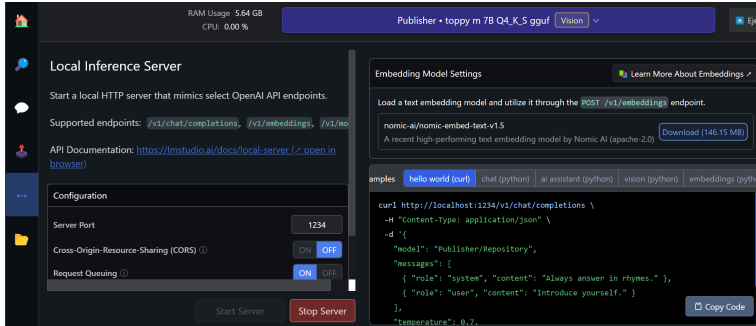 RAM Usage 5.64 GB
CPU: 0.00 %
Publisher • toppy m 7B Q4_K_S gguf Vision
Eje
Local Inference Server
Start a local HTTP server that mimics select OpenAI API endpoints.
Supported endpoints: /v1/chat/completions, /v1/embeddings, /v1/mo
API Documentation: https://lmstudio.ai/docs/local-server (↗ open in
browser)
Configuration
Server Port 1234
Cross-Origin-Resource-Sharing (CORS) ⓘ ON OFF
Request Queuing ⓘ ON OFF
Start Server Stop Server
Embedding Model Settings
Learn More About Embeddings ↗
Load a text embedding model and utilize it through the POST /v1/embeddings endpoint.
nomic-ai/nomic-embed-text-v1.5
A recent high-performing text embedding model by Nomic AI (apache-2.0)
Download (146.15 MB)
amples hello world (curl) chat (python) ai assistant (python) vision (python) embeddings (pyth
curl http://localhost:1234/v1/chat/completions \
-H "Content-Type: application/json" \
-d '{
"model": "Publisher/Repository",
"messages": [
{ "role": "system", "content": "Always answer in rhymes." },
{ "role": "user", "content": "Introduce yourself." }
],
"temperature": 0.7,
Copy Code